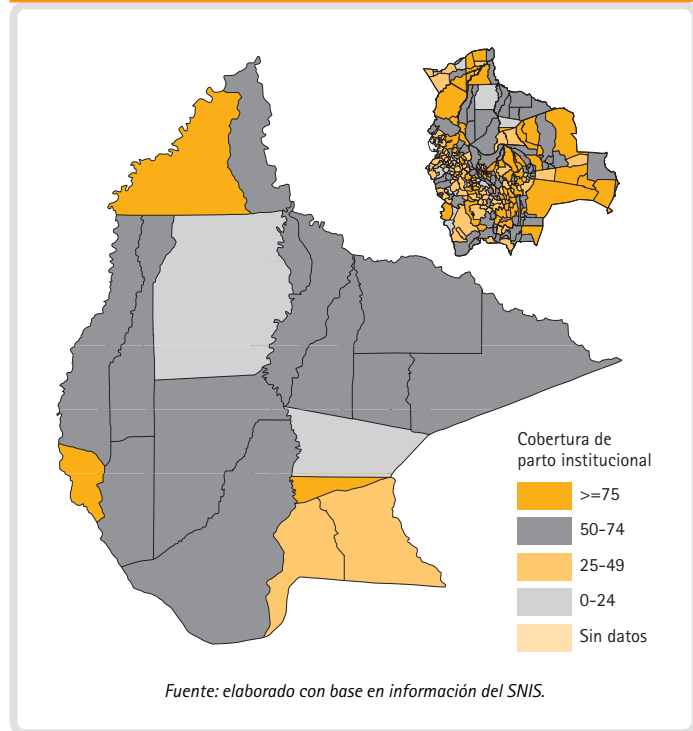 Cobertura de
parto institucional
>=75
50-74
25-49
0-24
Sin datos
Fuente: elaborado con base en información del SNIS.